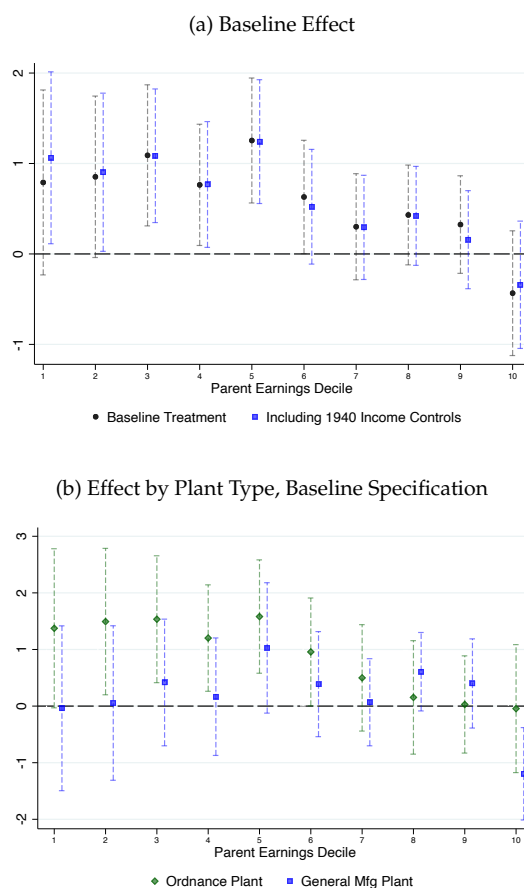 (a) Baseline Effect
2
1
0
-1
1 2 3 4 5 6 7 8 9 10
Parent Earnings Decile
Baseline Treatment Including 1940 Income Controls
(b) Effect by Plant Type, Baseline Specification
3
2
1
0
-1
-2
1 2 3 4 5 6 7 8 9 10
Parent Earnings Decile
Ordnance Plant General Mfg Plant